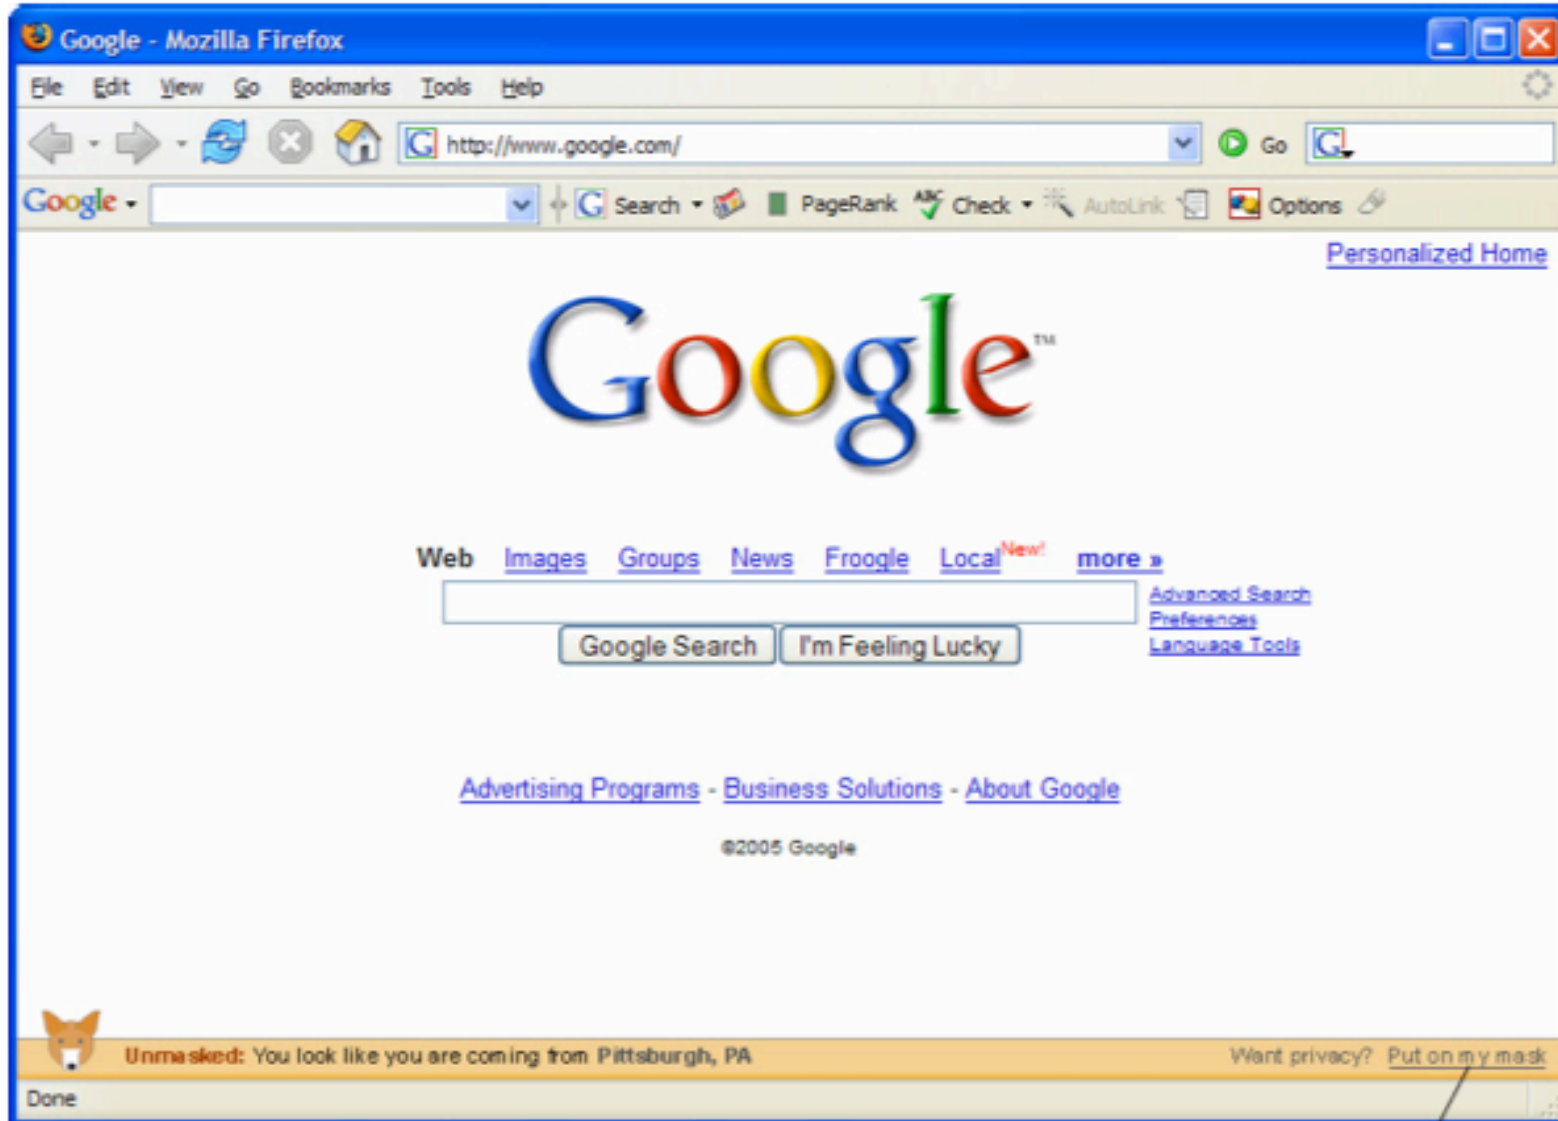 Google - Mozilla Firefox
File Edit View Go Bookmarks Tools Help
http://www.google.com/ Go G
Google Search PageRank ABC Check AutoLink Options
Personalized Home
Google™
Web Images Groups News Froogle Local New! more »
Advanced Search
Preferences
Google Search I'm Feeling Lucky Language Tools
Advertising Programs - Business Solutions - About Google
©2005 Google
Unmasked: You look like you are coming from Pittsburgh, PA Want privacy? Put on my mask
Done